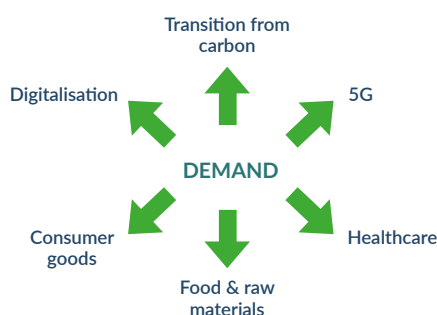 Transition from
carbon
Digitalisation
5G
DEMAND
Consumer
goods
Healthcare
Food & raw
materials